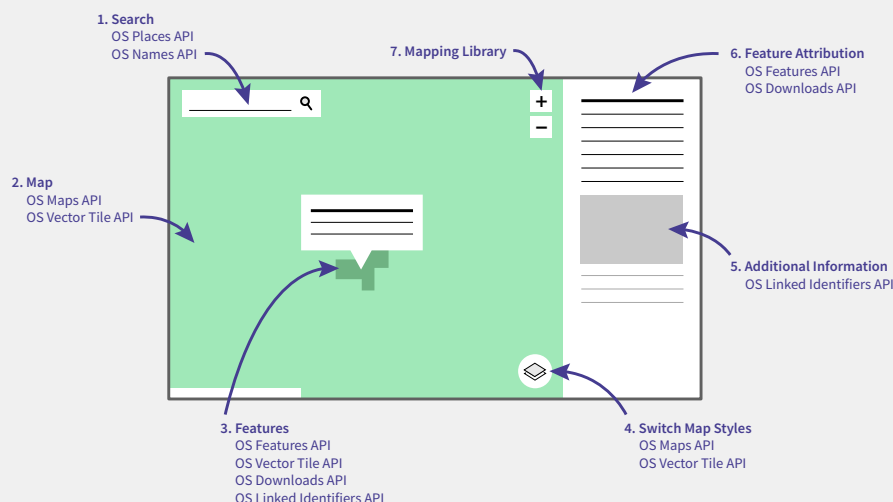 1. Search
OS Places API
OS Names API
7. Mapping Library
6. Feature Attribution
OS Features API
OS Downloads API
2. Map
OS Maps API
OS Vector Tile API
5. Additional Information
OS Linked Identifiers API
3. Features
OS Features API
OS Vector Tile API
OS Downloads API
OS Linked Identifiers API
4. Switch Map Styles
OS Maps API
OS Vector Tile API